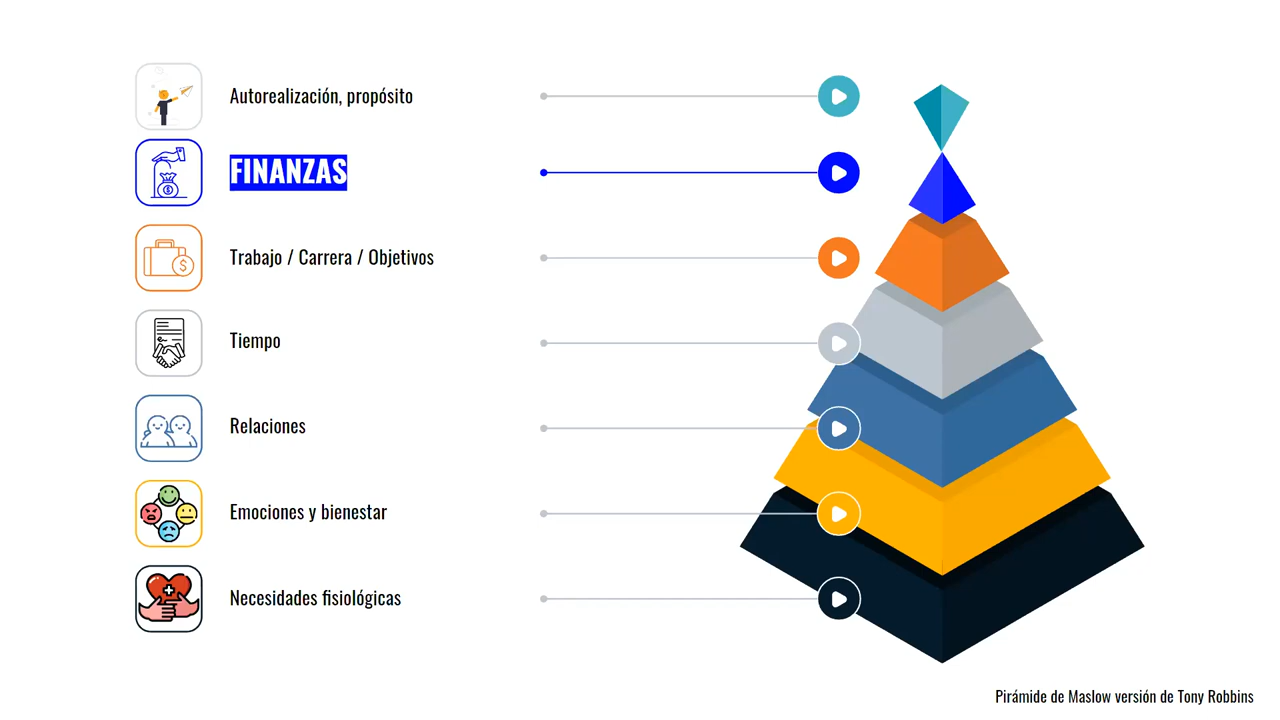 Autorealización, propósito
FINANZAS
Trabajo / Carrera / Objetivos
Tiempo
Relaciones
Emociones y bienestar
Necesidades fisiológicas
Pirámide de Maslow versión de Tony Robbins